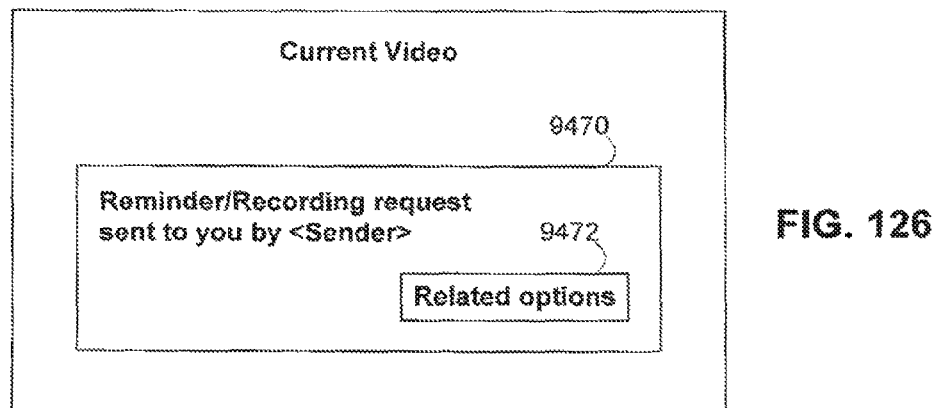 Current Video
9470
Reminder/Recording request
sent to you by <Sender>
9472
Related options
FIG. 126